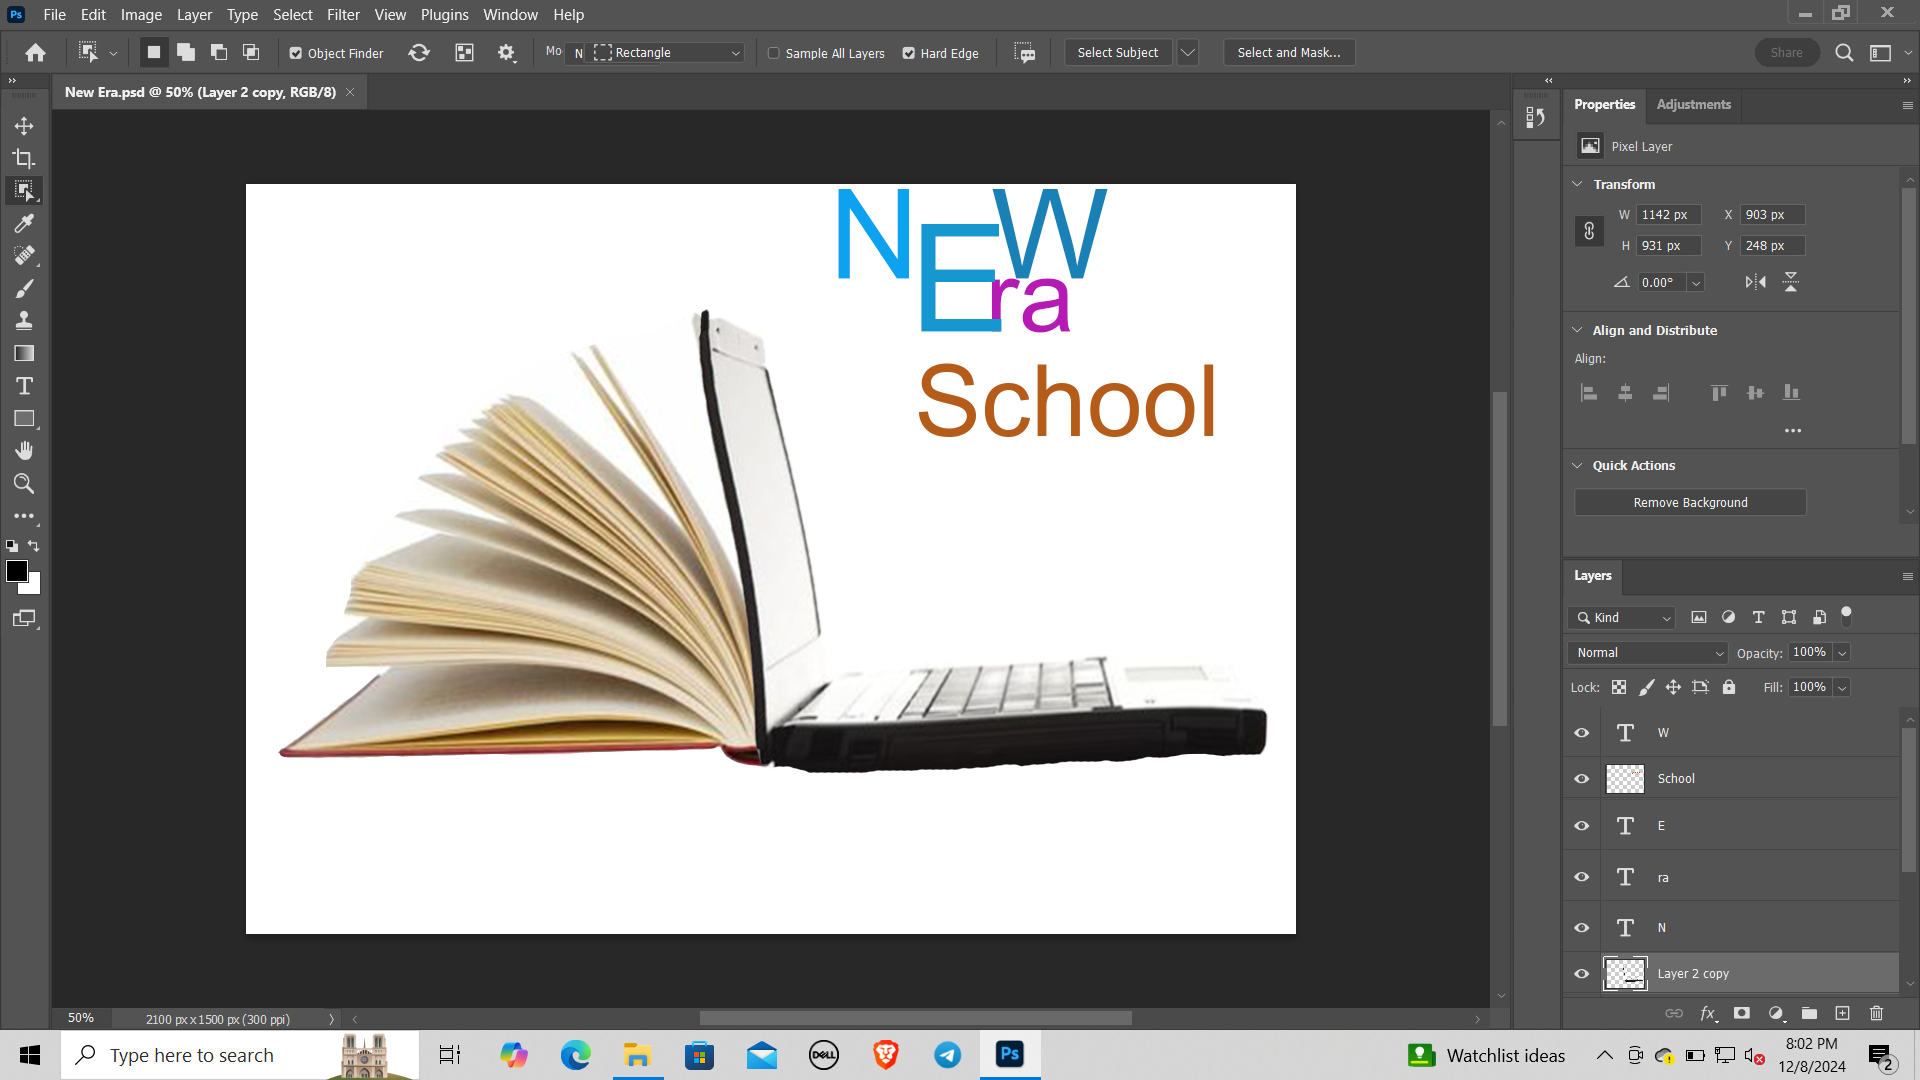 Ps File Edit Image Layer Type Select Filter View Plugins Window Help
Object Finder Mo N Rectangle Sample All Layers Hard Edge Select Subject Select and Mask... Share
New Era.psd @ 50% (Layer 2 copy, RGB/8)
NEW
Era
School
50% 2100 px x 1500 px (300 ppi)
Properties Adjustments
Pixel Layer
Transform
W 1142 px X 903 px
H 931 px Y 248 px
0.00°
Align and Distribute
Align:
Quick Actions
Remove Background
Layers
Kind
Normal Opacity: 100%
Lock: Fill: 100%
W
School
E
ra
N
Layer 2 copy
fx
Type here to search
DELL
Ps
Watchlist ideas
8:02 PM
12/8/2024
2